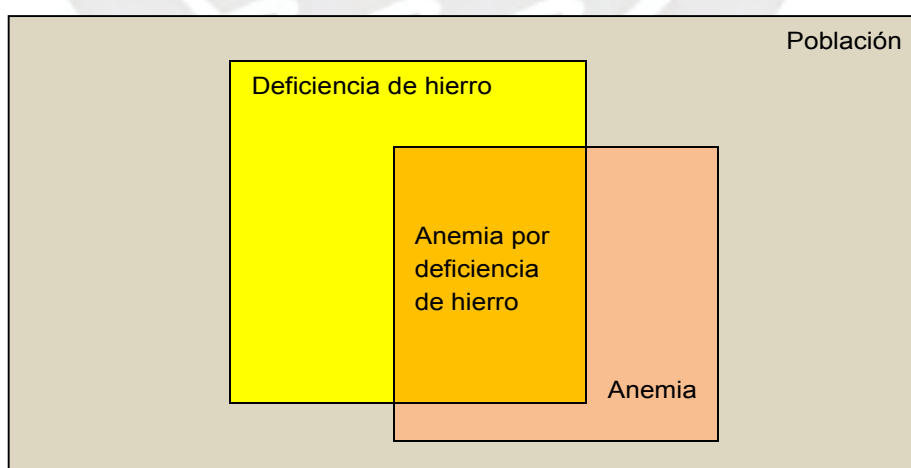 Población
Deficiencia de hierro
Anemia por
deficiencia
de hierro
Anemia